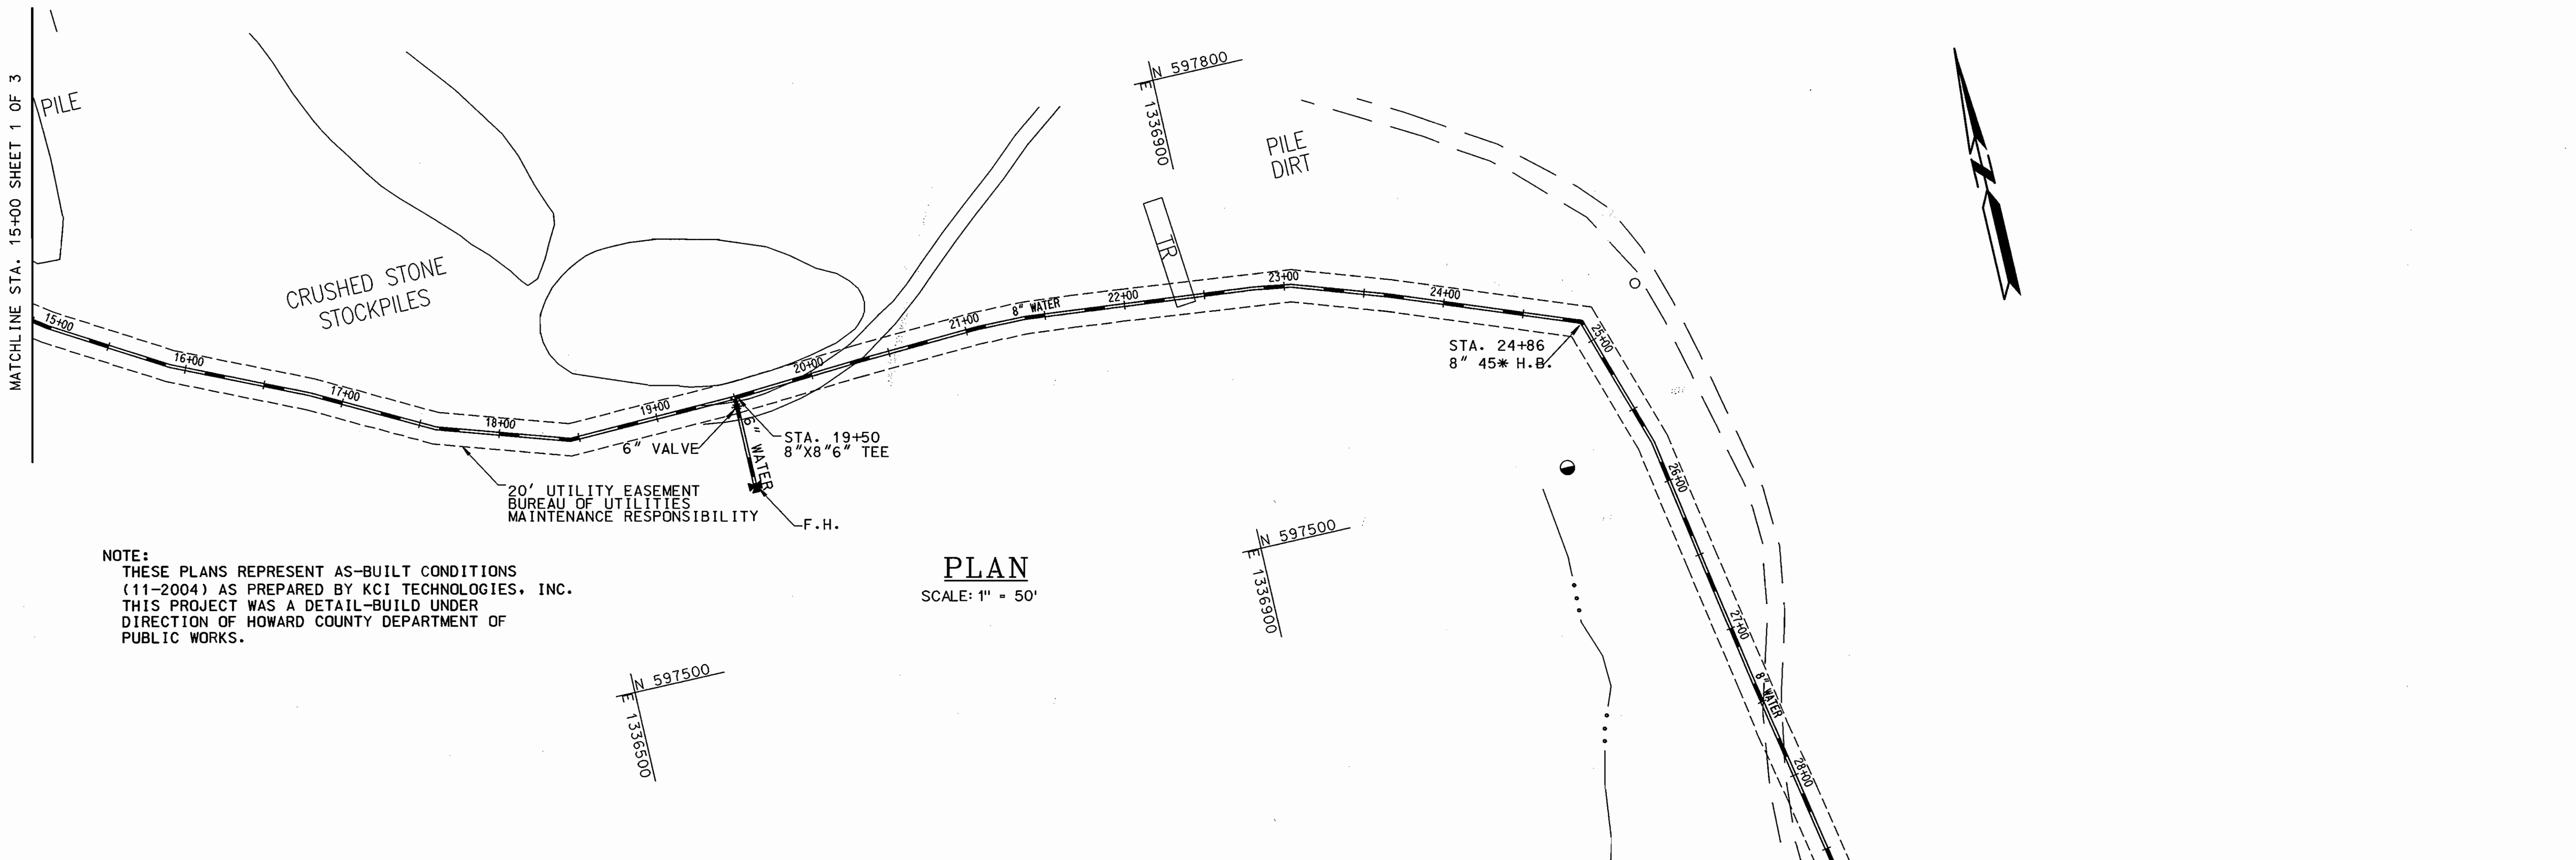 MATCHLINE STA. 15+00 SHEET 1 OF 3
PILE
CRUSHED STONE
STOCKPILES
N 597800
E 1336900
PILE
DIRT
TR
N
15+00
16+00
17+00
18+00
19+00
20+00
21+00
8" WATER
22+00
23+00
24+00
25+00
STA. 24+86
8" 45* H.B.
6" VALVE
6" WATER
STA. 19+50
8"X8"6" TEE
F.H.
20' UTILITY EASEMENT
BUREAU OF UTILITIES
MAINTENANCE RESPONSIBILITY
26+00
27+00
8" WATER
28+00
NOTE:
THESE PLANS REPRESENT AS-BUILT CONDITIONS
(11-2004) AS PREPARED BY KCI TECHNOLOGIES, INC.
THIS PROJECT WAS A DETAIL-BUILD UNDER
DIRECTION OF HOWARD COUNTY DEPARTMENT OF
PUBLIC WORKS.
PLAN
SCALE: 1" = 50'
N 597500
E 1336900
N 597500
E 1336500